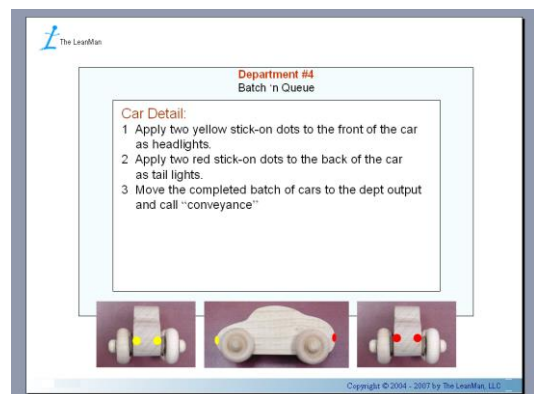 The LeanMan
Department #4
Batch 'n Queue
Car Detail:
1 Apply two yellow stick-on dots to the front of the car
as headlights.
2 Apply two red stick-on dots to the back of the car
as tail lights.
3 Move the completed batch of cars to the dept output
and call “conveyance”
Copyright © 2004 - 2007 by The LeanMan, LLC